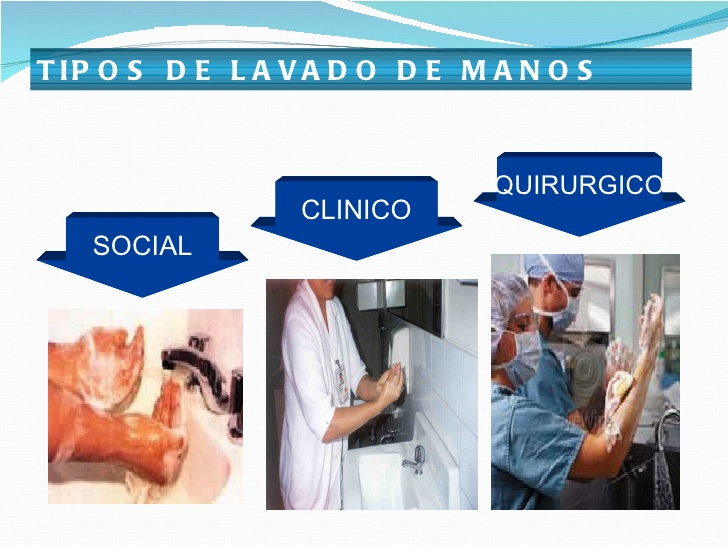 TIPOS DE LAVADO DE MANOS
SOCIAL
CLINICO
QUIRURGICO